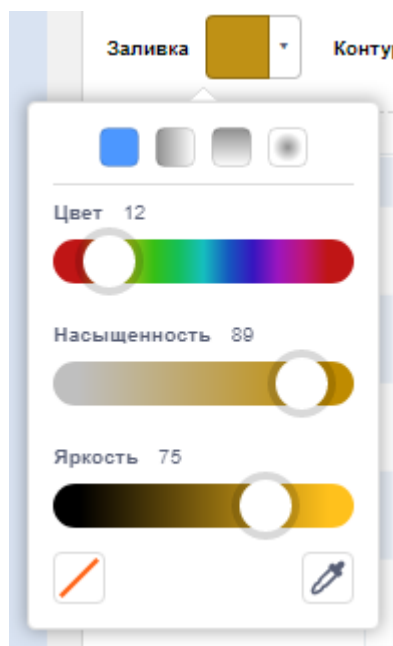 Заливка
Контур
Цвет 12
Насыщенность 89
Яркость 75